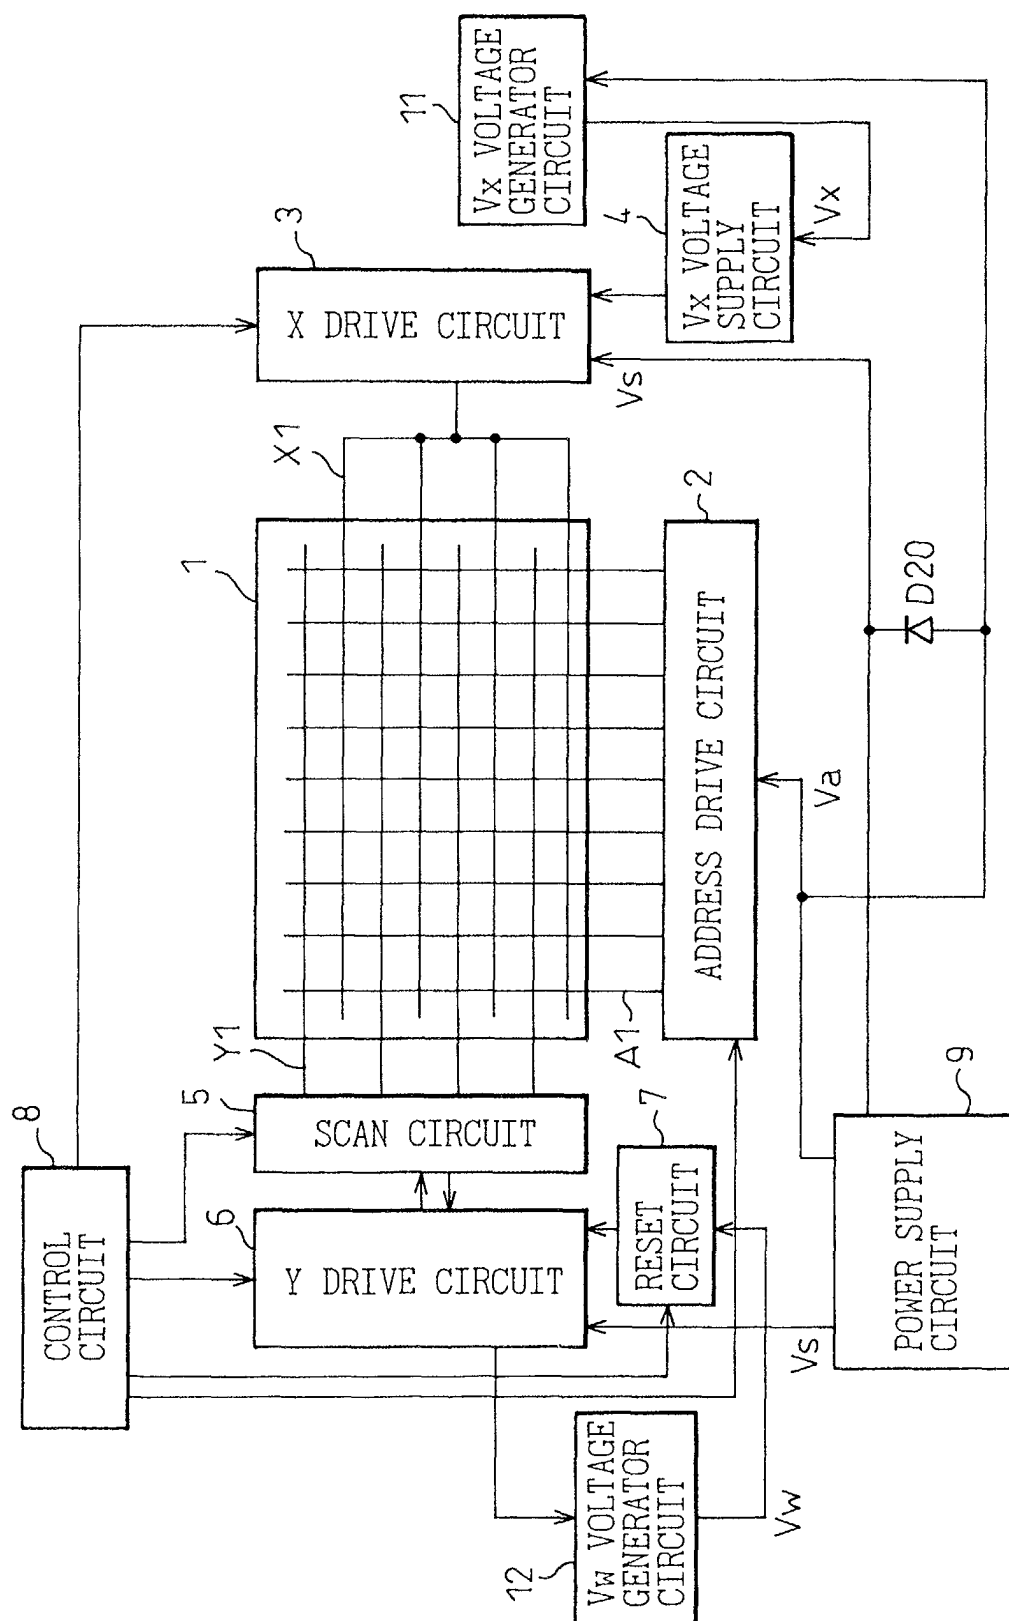 8
CONTROL
CIRCUIT
6
Y DRIVE CIRCUIT
5
SCAN CIRCUIT
Y1
1
X1
3
X DRIVE CIRCUIT
11
Vx VOLTAGE
GENERATOR
CIRCUIT
4
Vx VOLTAGE
SUPPLY
CIRCUIT
Vx
Vs
12
Vw VOLTAGE
GENERATOR
CIRCUIT
Vw
7
RESET
CIRCUIT
A1
2
ADDRESS DRIVE CIRCUIT
Va
Vs
9
POWER SUPPLY
CIRCUIT
D20